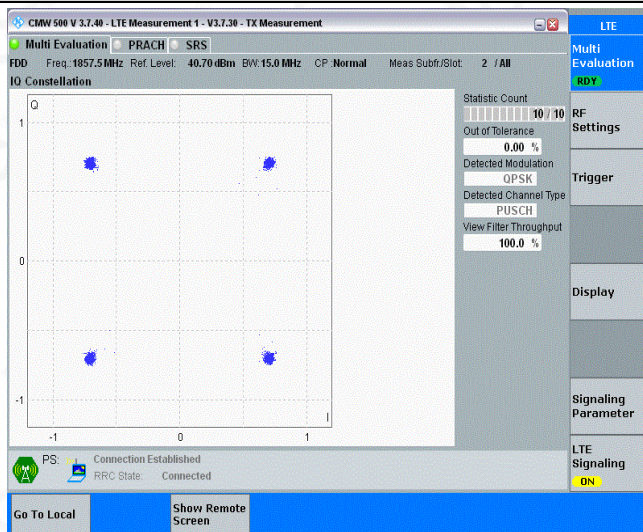 CMW 500 V 3.7.40 - LTE Measurement 1 - V3.7.30 - TX Measurement
LTE
Multi Evaluation PRACH SRS
Multi
Evaluation
RDY
FDD Freq.:1857.5 MHz Ref. Level: 40.70 dBm BW:15.0 MHz CP :Normal Meas Subfr./Slot: 2 / All
IQ Constellation
Statistic Count
10 / 10
Out of Tolerance
0.00 %
Detected Modulation
QPSK
Detected Channel Type
PUSCH
View Filter Throughput
100.0 %
Q
1
0
-1
I
-1 0 1
RF
Settings
Trigger
Display
Signaling
Parameter
LTE
Signaling
ON
PS: Connection Established
RRC State: Connected
Go To Local
Show Remote
Screen